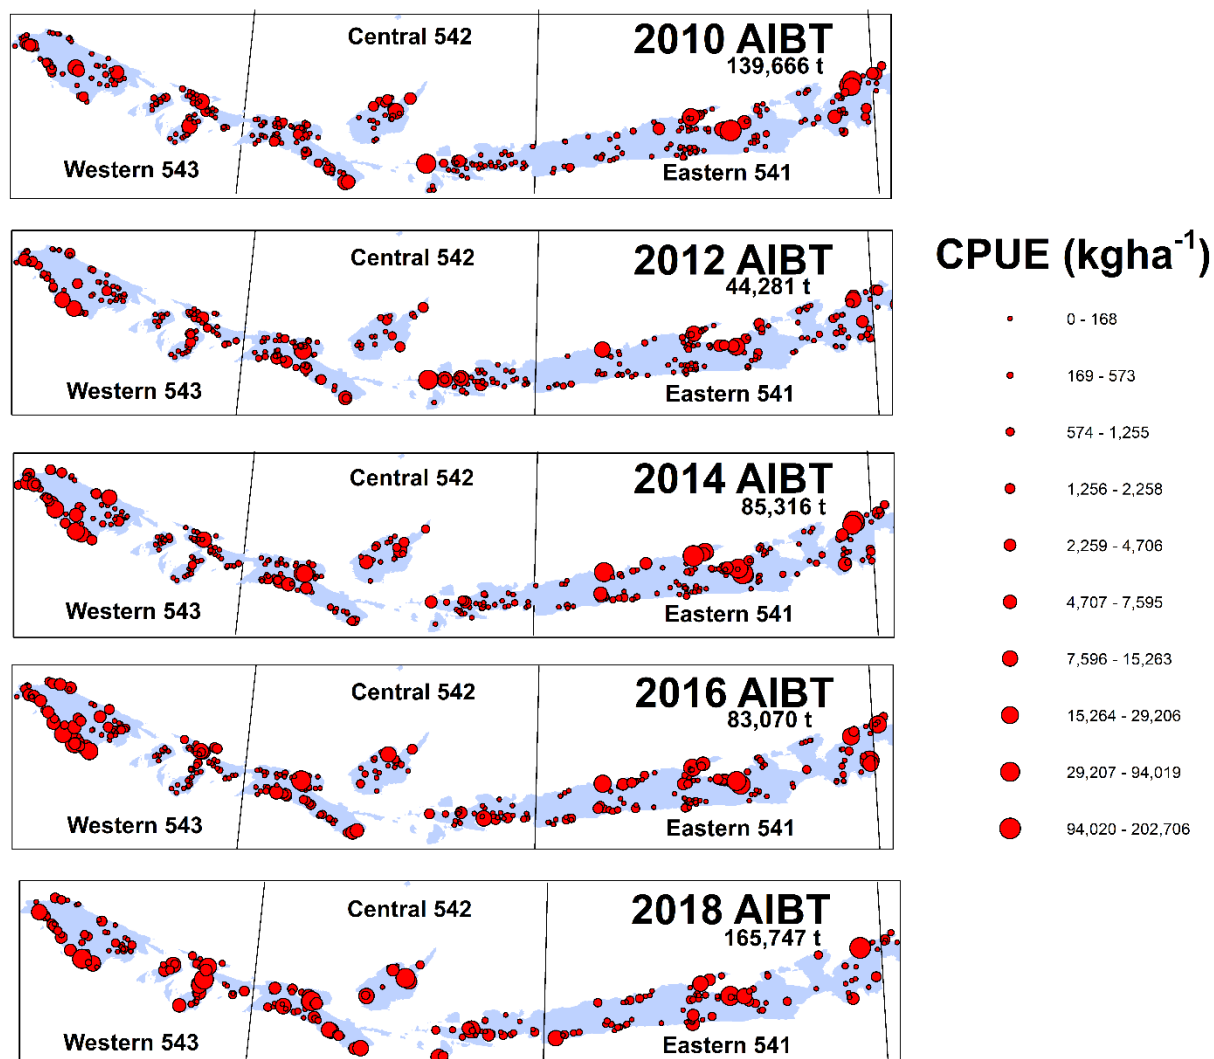 Central 542
2010 AIBT
139,666 t
Western 543
Eastern 541
Central 542
2012 AIBT
44,281 t
Western 543
Eastern 541
Central 542
2014 AIBT
85,316 t
Western 543
Eastern 541
Central 542
2016 AIBT
83,070 t
Western 543
Eastern 541
Central 542
2018 AIBT
165,747 t
Western 543
Eastern 541
CPUE (kgha⁻¹)
0 - 168
169 - 573
574 - 1,255
1,256 - 2,258
2,259 - 4,706
4,707 - 7,595
7,596 - 15,263
15,264 - 29,206
29,207 - 94,019
94,020 - 202,706